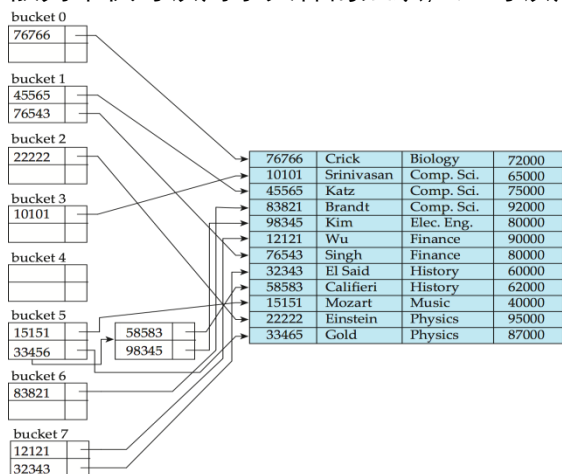 bucket 0
76766
bucket 1
45565
76543
bucket 2
22222
bucket 3
10101
bucket 4
bucket 5
15151
33456
58583
98345
bucket 6
83821
bucket 7
12121
32343
76766 Crick Biology 72000
10101 Srinivasan Comp. Sci. 65000
45565 Katz Comp. Sci. 75000
83821 Brandt Comp. Sci. 92000
98345 Kim Elec. Eng. 80000
12121 Wu Finance 90000
76543 Singh Finance 80000
32343 El Said History 60000
58583 Califieri History 62000
15151 Mozart Music 40000
22222 Einstein Physics 95000
33465 Gold Physics 87000